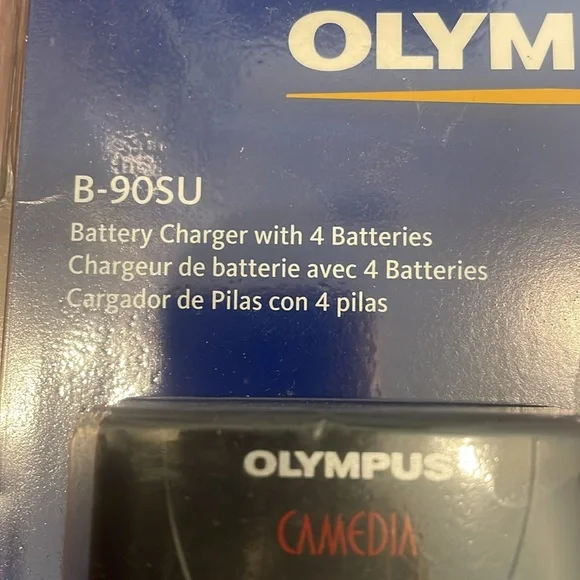 OLYM
B-90SU
Battery Charger with 4 Batteries
Chargeur de batterie avec 4 Batteries
Cargador de Pilas con 4 pilas
OLYMPUS
CAMEDIA